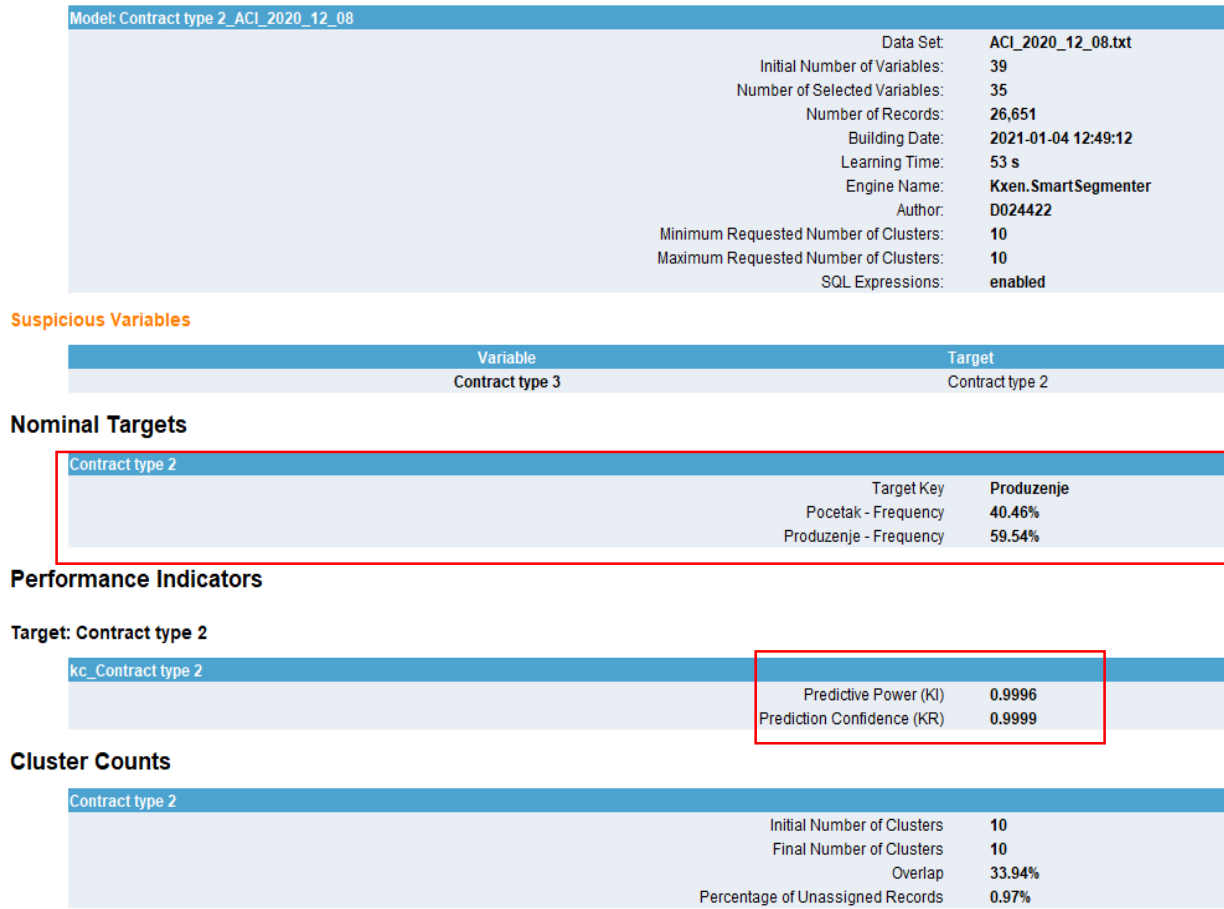 Model: Contract type 2_ACI_2020_12_08
Data Set: ACI_2020_12_08.txt
Initial Number of Variables: 39
Number of Selected Variables: 35
Number of Records: 26,651
Building Date: 2021-01-04 12:49:12
Learning Time: 53 s
Engine Name: Kxen.SmartSegmenter
Author: D024422
Minimum Requested Number of Clusters: 10
Maximum Requested Number of Clusters: 10
SQL Expressions: enabled
Suspicious Variables
Variable Target
Contract type 3 Contract type 2
Nominal Targets
Contract type 2
Target Key Produzenje
Pocetak - Frequency 40.46%
Produzenje - Frequency 59.54%
Performance Indicators
Target: Contract type 2
kc_Contract type 2
Predictive Power (KI) 0.9996
Prediction Confidence (KR) 0.9999
Cluster Counts
Contract type 2
Initial Number of Clusters 10
Final Number of Clusters 10
Overlap 33.94%
Percentage of Unassigned Records 0.97%